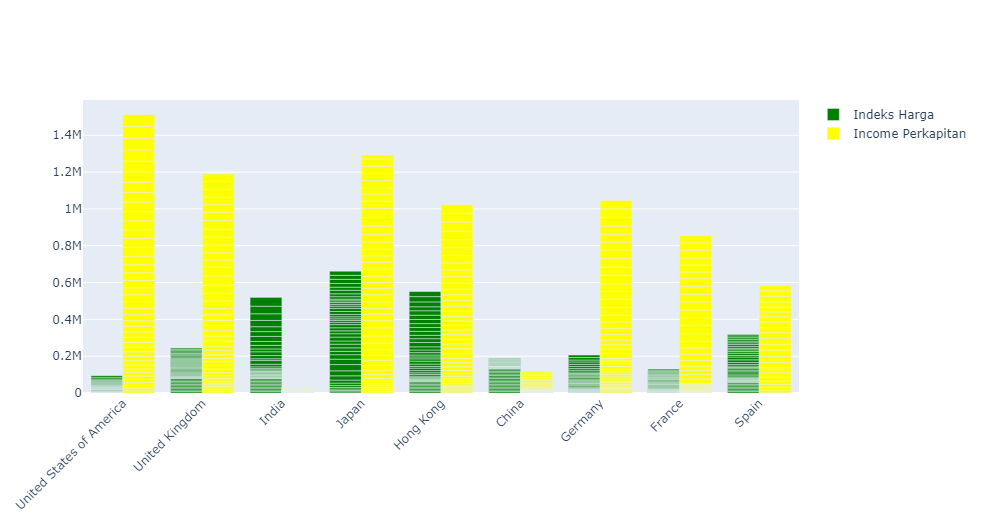 Indeks Harga
Income Perkapitan
1.4M
1.2M
1M
0.8M
0.6M
0.4M
0.2M
0
United States of America
United Kingdom
India
Japan
Hong Kong
China
Germany
France
Spain